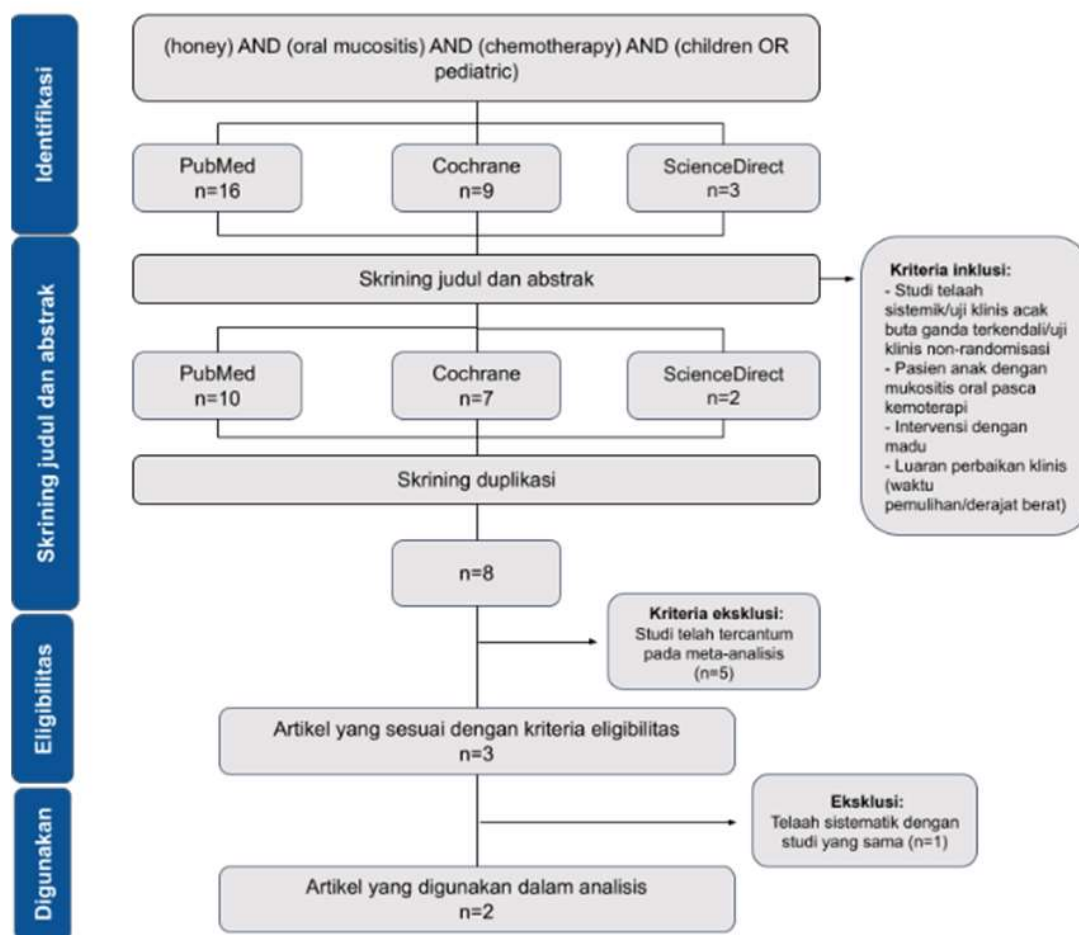 Identifikasi
(honey) AND (oral mucositis) AND (chemotherapy) AND (children OR
pediatric)
PubMed
n=16
Cochrane
n=9
ScienceDirect
n=3
Skrining judul dan abstrak
Skrining judul dan abstrak
Kriteria inklusi:
- Studi telaah
sistemik/uji klinis acak
buta ganda terkendali/uji
klinis non-randomisasi
- Pasien anak dengan
mukositis oral pasca
kemoterapi
- Intervensi dengan
madu
- Luaran perbaikan klinis
(waktu
pemulihan/derajat berat)
PubMed
n=10
Cochrane
n=7
ScienceDirect
n=2
Skrining duplikasi
n=8
Eligibilitas
Kriteria eksklusi:
Studi telah tercantum
pada meta-analisis
(n=5)
Artikel yang sesuai dengan kriteria eligibilitas
n=3
Digunakan
Eksklusi:
Telaah sistematik dengan
studi yang sama (n=1)
Artikel yang digunakan dalam analisis
n=2